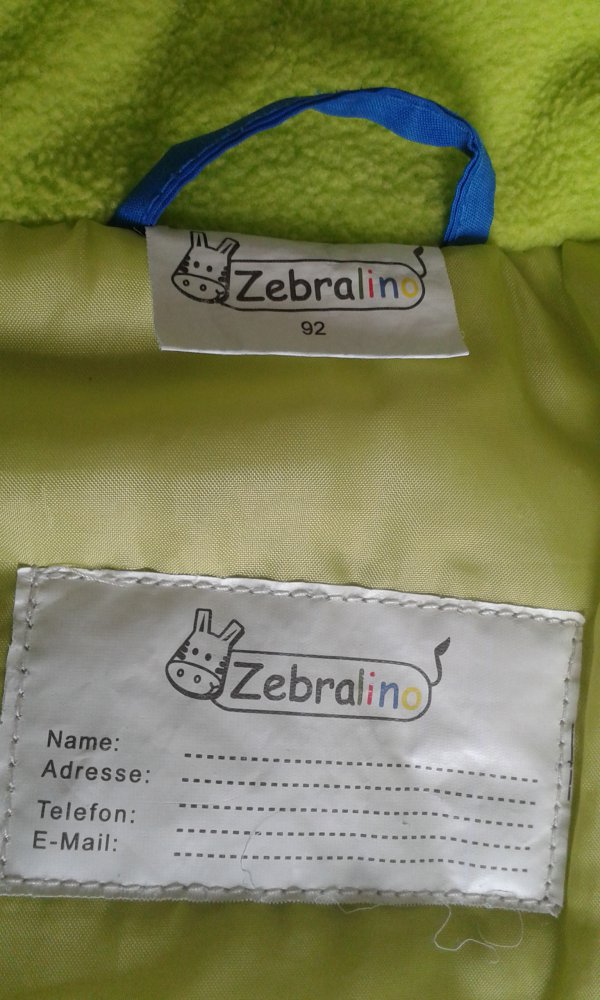 Zebralino
92
Zebralino
Name:
Adresse:
Telefon:
E-Mail: